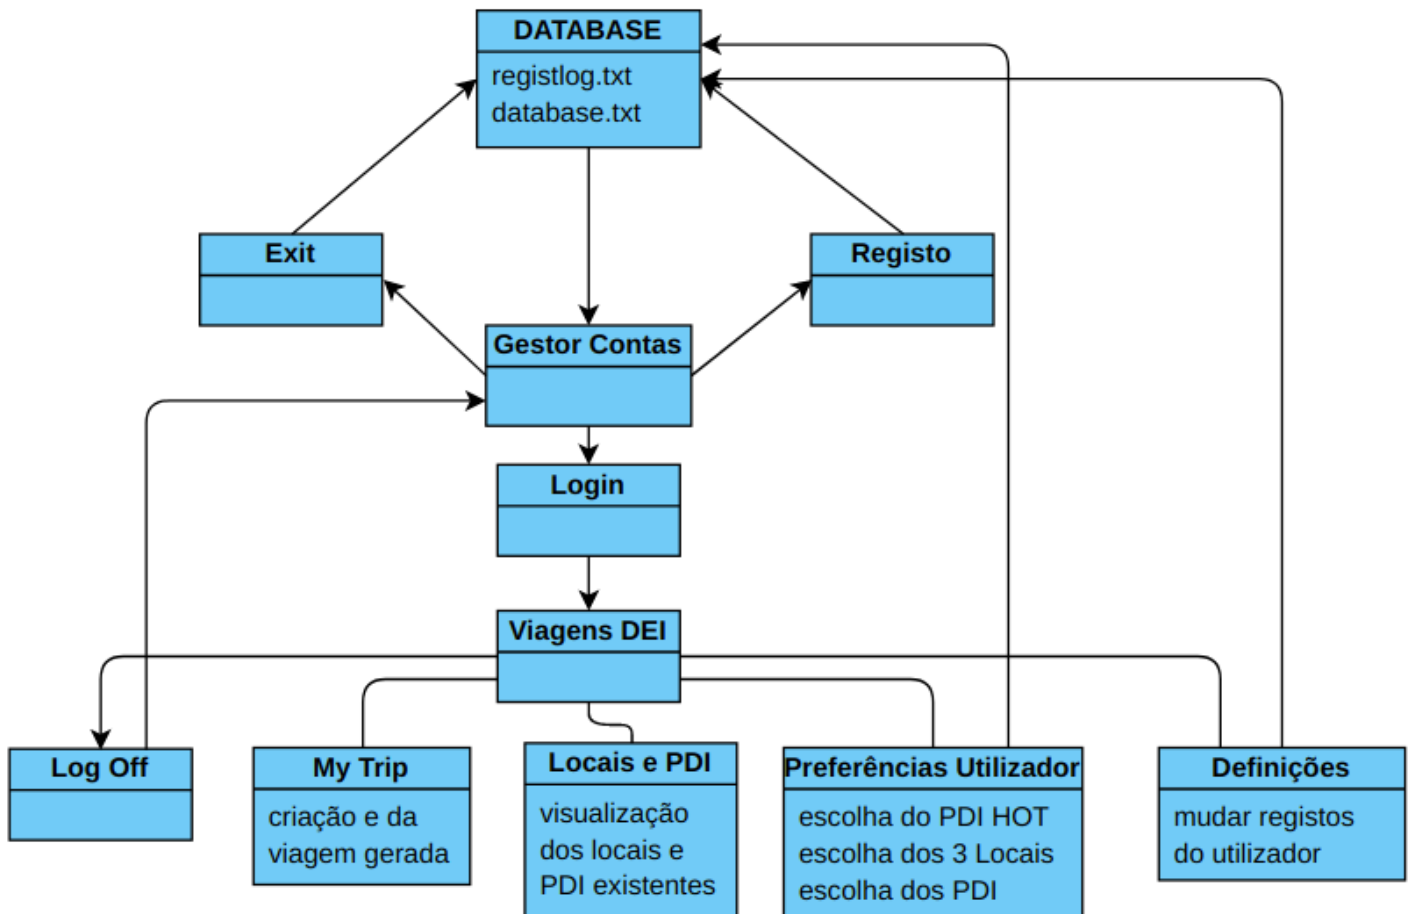 DATABASE
registlog.txt
database.txt
Exit
Registo
Gestor Contas
Login
Viagens DEI
Log Off
My Trip
criação e da
viagem gerada
Locais e PDI
visualização
dos locais e
PDI existentes
Preferências Utilizador
escolha do PDI HOT
escolha dos 3 Locais
escolha dos PDI
Definições
mudar registos
do utilizador